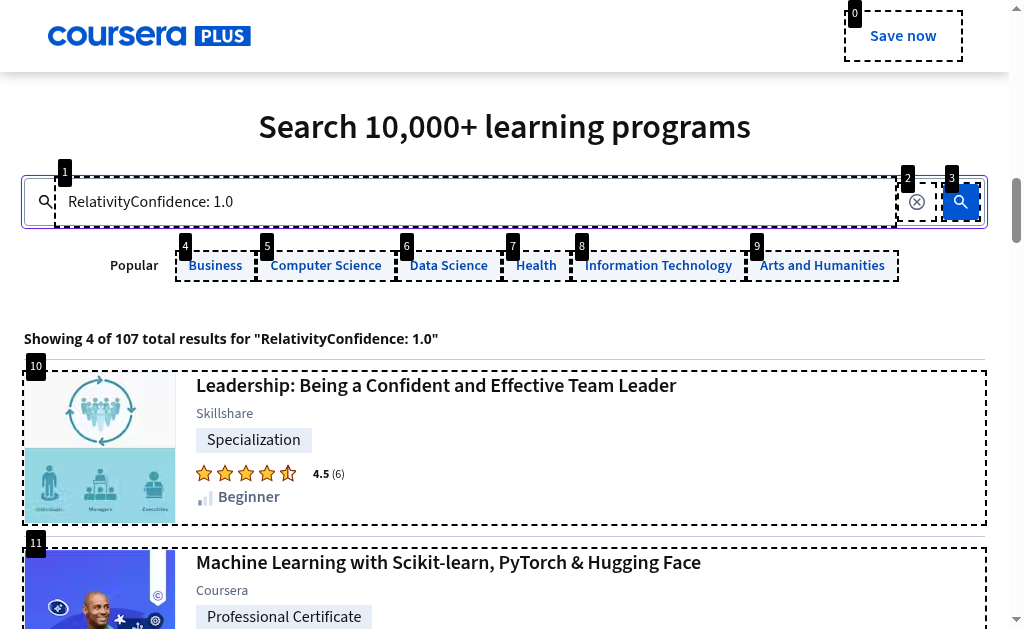 coursera PLUS
0
Save now
Search 10,000+ learning programs
1
RelativityConfidence: 1.0
2
3
Popular
4
Business
5
Computer Science
6
Data Science
7
Health
8
Information Technology
9
Arts and Humanities
Showing 4 of 107 total results for "RelativityConfidence: 1.0"
10
Leadership: Being a Confident and Effective Team Leader
Skillshare
Specialization
4.5 (6)
Beginner
Individuals
Managers
Executives
11
Machine Learning with Scikit-learn, PyTorch & Hugging Face
Coursera
Professional Certificate